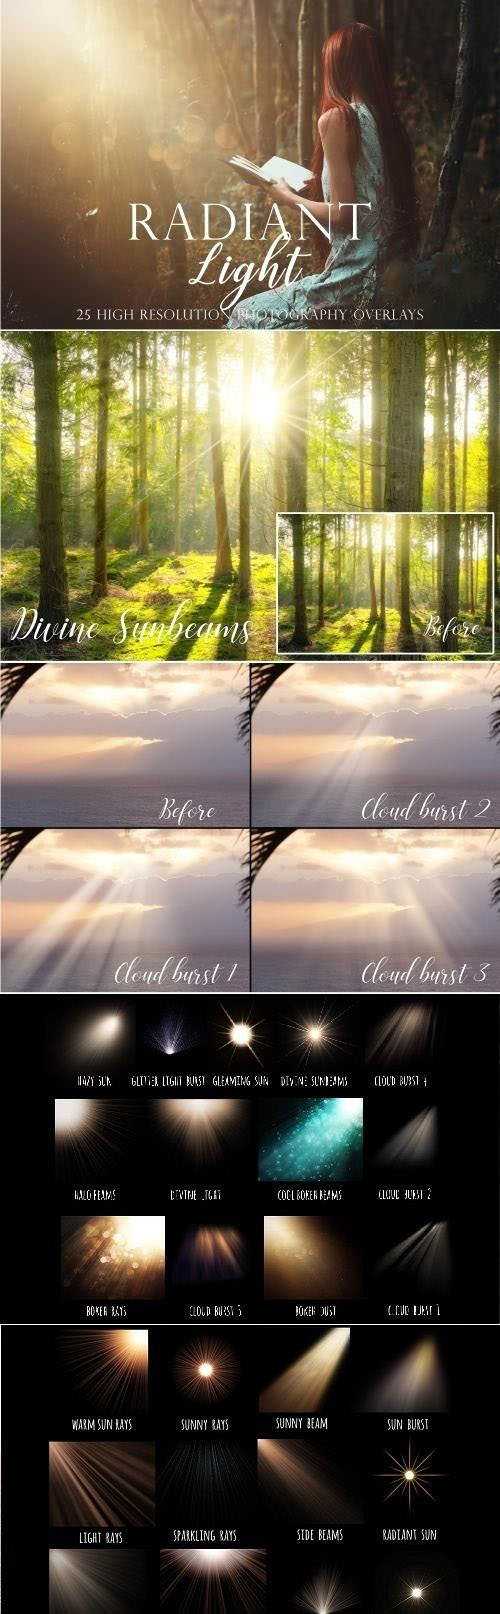 RADIANT
Light
25 HIGH RESOLUTION PHOTOGRAPHY OVERLAYS
Divine Sunbeams
Before
Before
Cloud burst 2
Cloud burst 1
Cloud burst 3
HAZY SUN
GLITTER LIGHT BURST
GLEAMING SUN
DIVINE SUNBEAMS
CLOUD BURST 4
HALO BEAMS
DIVINE LIGHT
COOL BOKEH BEAMS
CLOUD BURST 2
BOKEH RAYS
CLOUD BURST 5
BOKEH DUST
CLOUD BURST 1
WARM SUN RAYS
SUNNY RAYS
SUNNY BEAM
SUN BURST
LIGHT RAYS
SPARKLING RAYS
SIDE BEAMS
RADIANT SUN